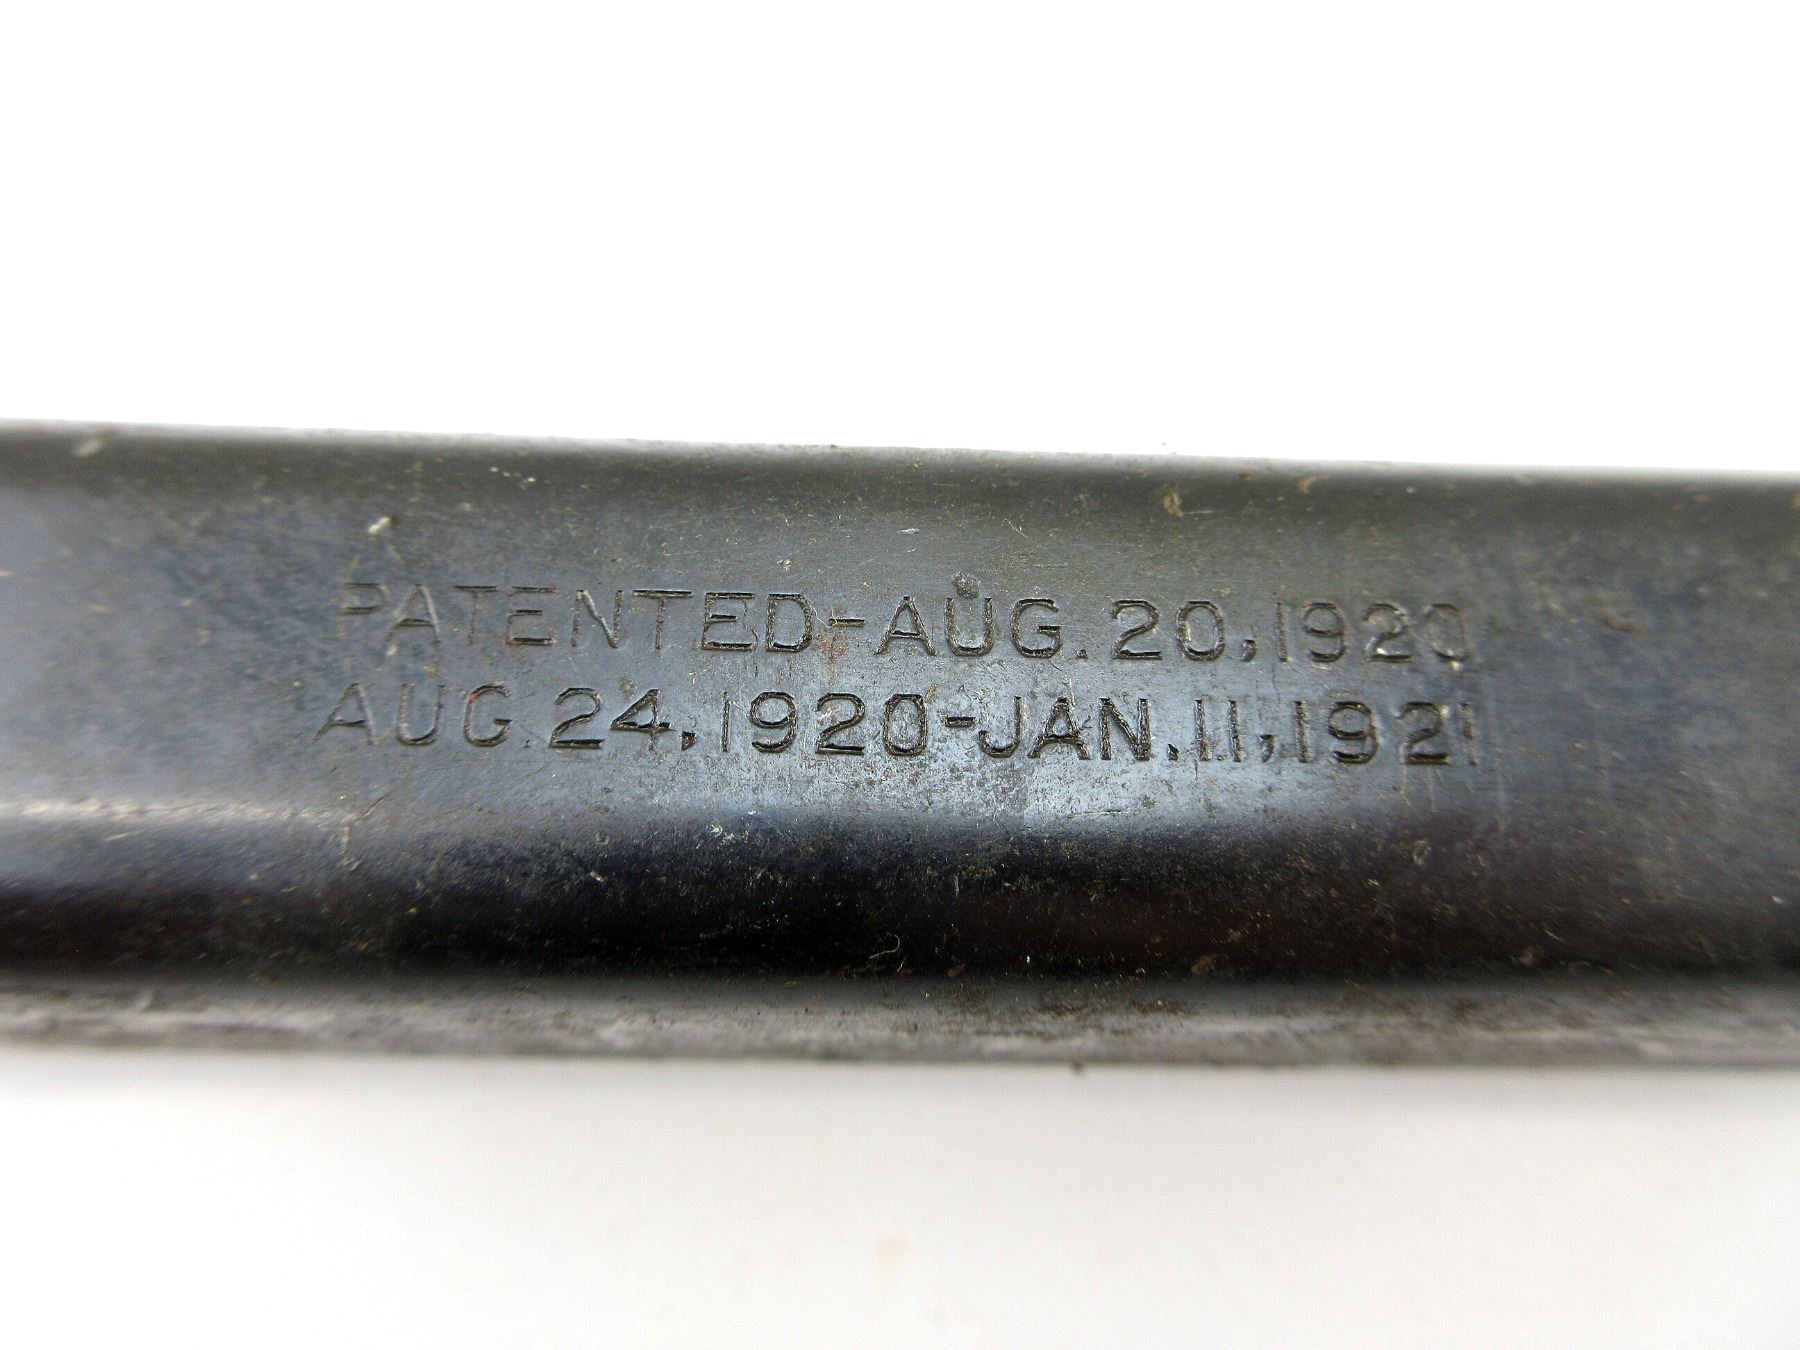 PATENTED-AUG. 20, 1920
AUG. 24, 1920-JAN. 11, 1921